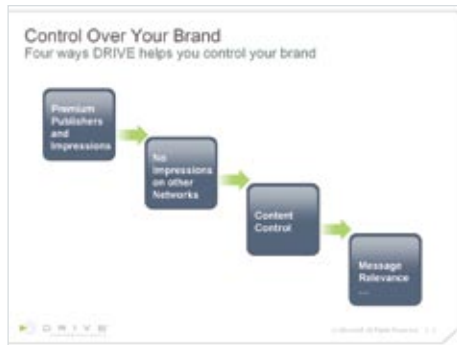 Control Over Your Brand
Four ways DRIVE helps you control your brand
Premium
Publishers
and
Impressions
No
Impressions
on other
Networks
Content
Control
Message
Relevance
...
DRIVE